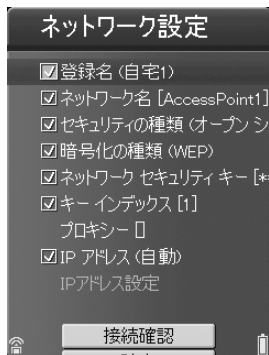 ネットワーク設定
登録名 (自宅1)
ネットワーク名 [AccessPoint1]
セキュリティの種類 (オープン シ
暗号化の種類 (WEP)
ネットワーク セキュリティ キー [*
キー インデックス [1]
プロキシー []
IP アドレス (自動)
IPアドレス設定
接続確認